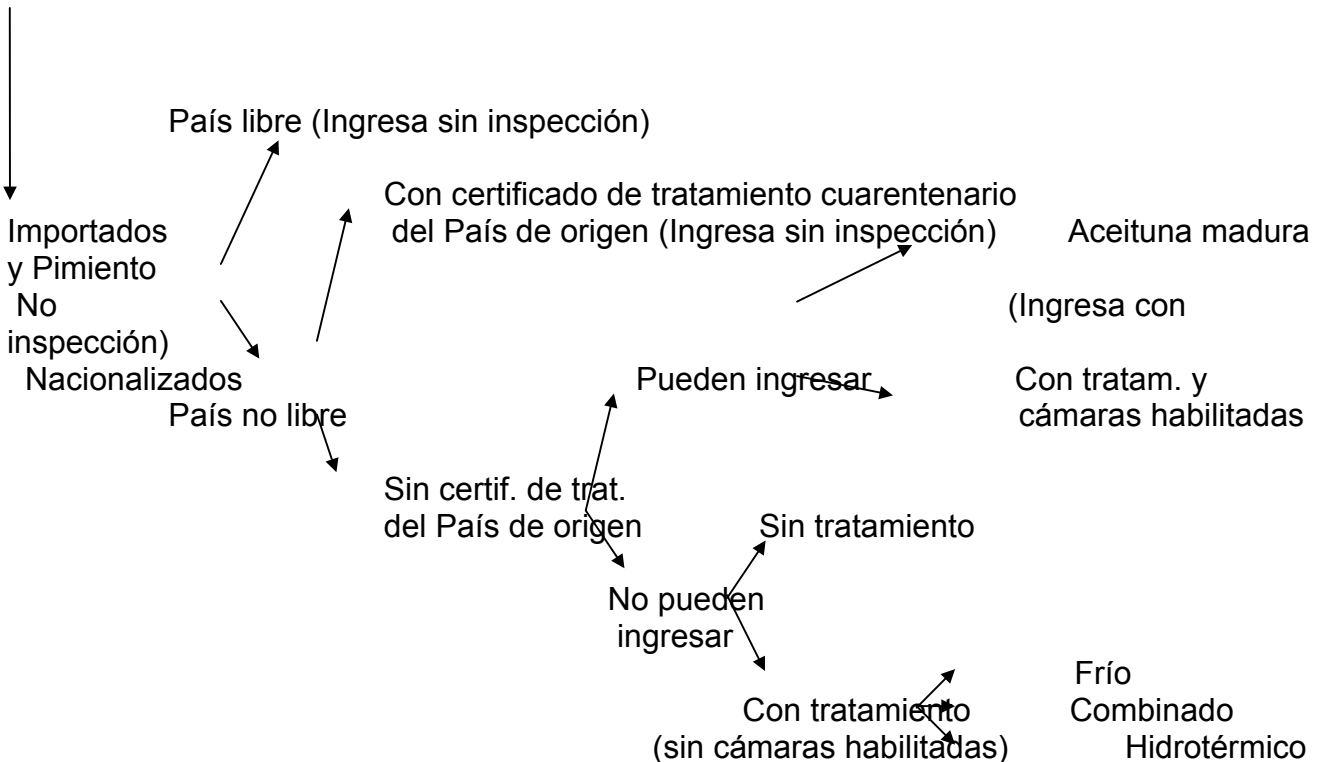 País libre (Ingresa sin inspección)
Con certificado de tratamiento cuarentenario
Importados del País de origen (Ingresa sin inspección) Aceituna madura
y Pimiento
No (Ingresa con
inspección)
Nacionalizados Pueden ingresar Con tratam. y
País no libre cámaras habilitadas
Sin certif. de trat.
del País de origen Sin tratamiento
No pueden
ingresar
Frío
Con tratamiento Combinado
(sin cámaras habilitadas) Hidrotérmico